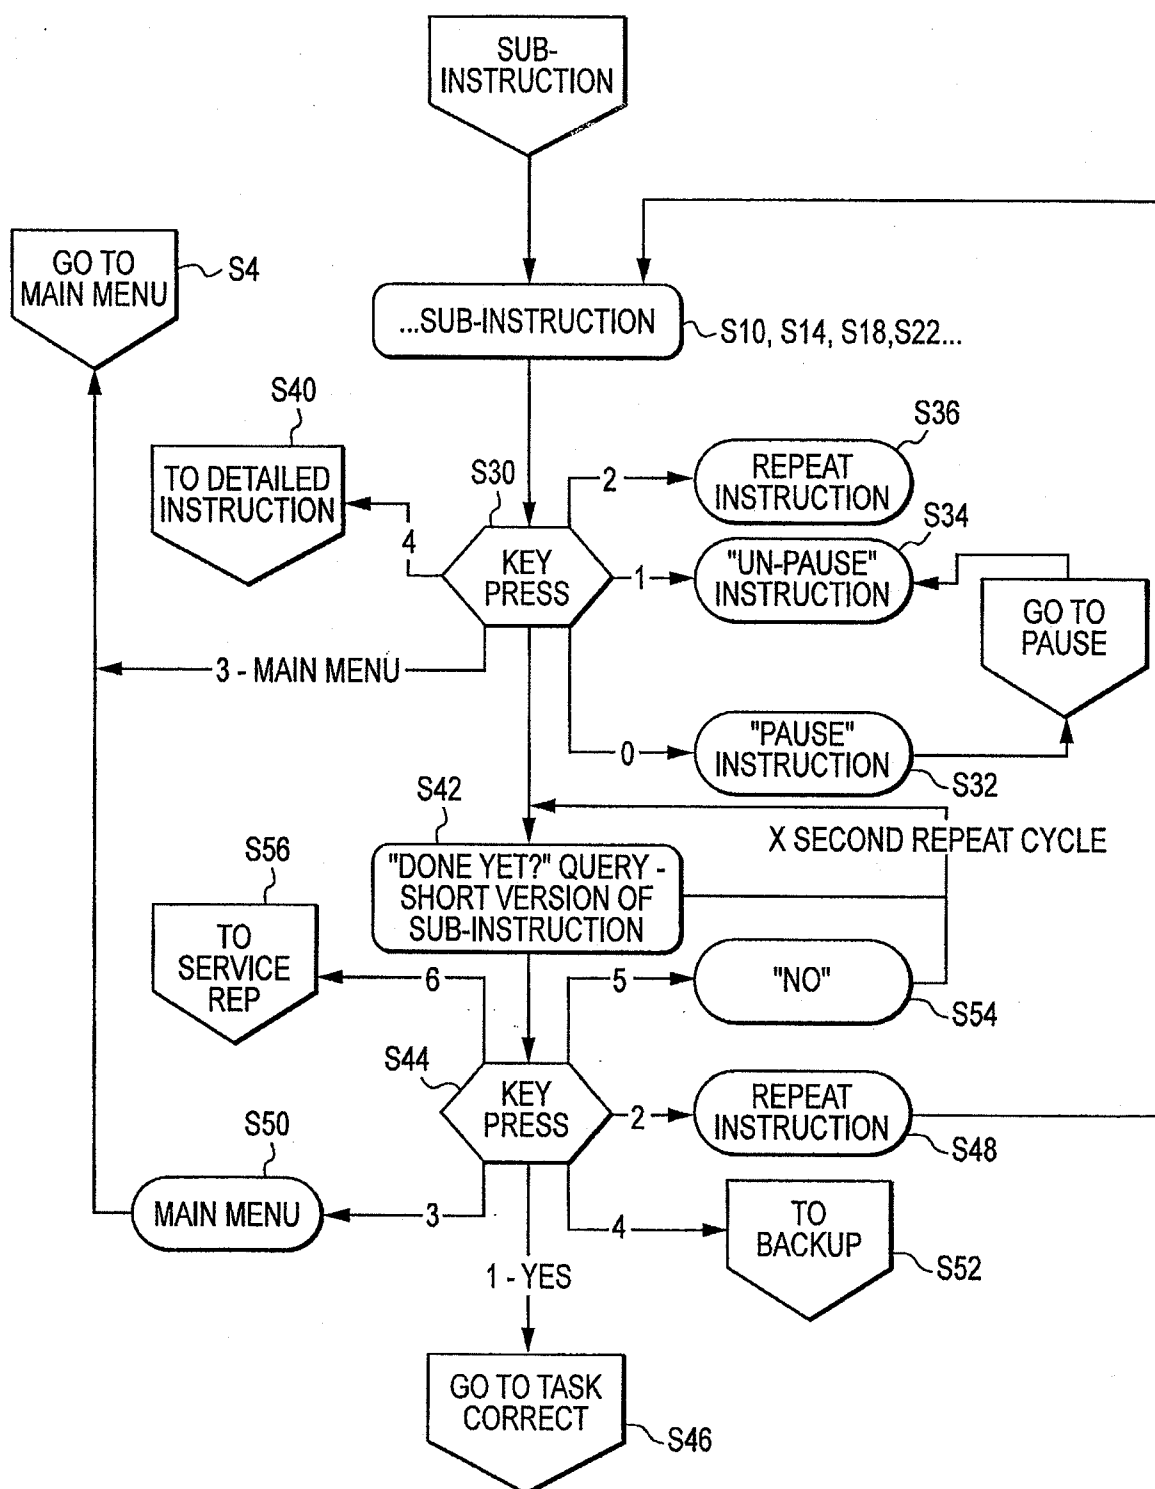 SUB-
INSTRUCTION
GO TO
MAIN MENU
S4
...SUB-INSTRUCTION
S10, S14, S18,S22...
S40
TO DETAILED
INSTRUCTION
4
S30
KEY
PRESS
2
REPEAT
INSTRUCTION
S36
S34
1
"UN-PAUSE"
INSTRUCTION
GO TO
PAUSE
3 - MAIN MENU
0
"PAUSE"
INSTRUCTION
S32
S42
X SECOND REPEAT CYCLE
"DONE YET?" QUERY -
SHORT VERSION OF
SUB-INSTRUCTION
S56
TO
SERVICE
REP
6
5
"NO"
S54
S44
KEY
PRESS
2
REPEAT
INSTRUCTION
S48
S50
MAIN MENU
3
4
TO
BACKUP
S52
1 - YES
GO TO TASK
CORRECT
S46